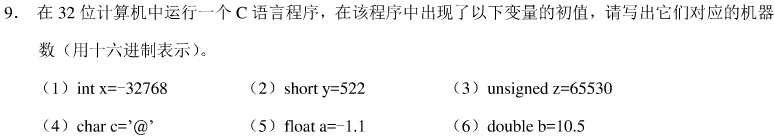 9. 在 32 位计算机中运行一个 C 语言程序，在该程序中出现了以下变量的初值，请写出它们对应的机器
数（用十六进制表示）。
（1）int x=-32768 （2）short y=522 （3）unsigned z=65530
（4）char c='@' （5）float a=-1.1 （6）double b=10.5